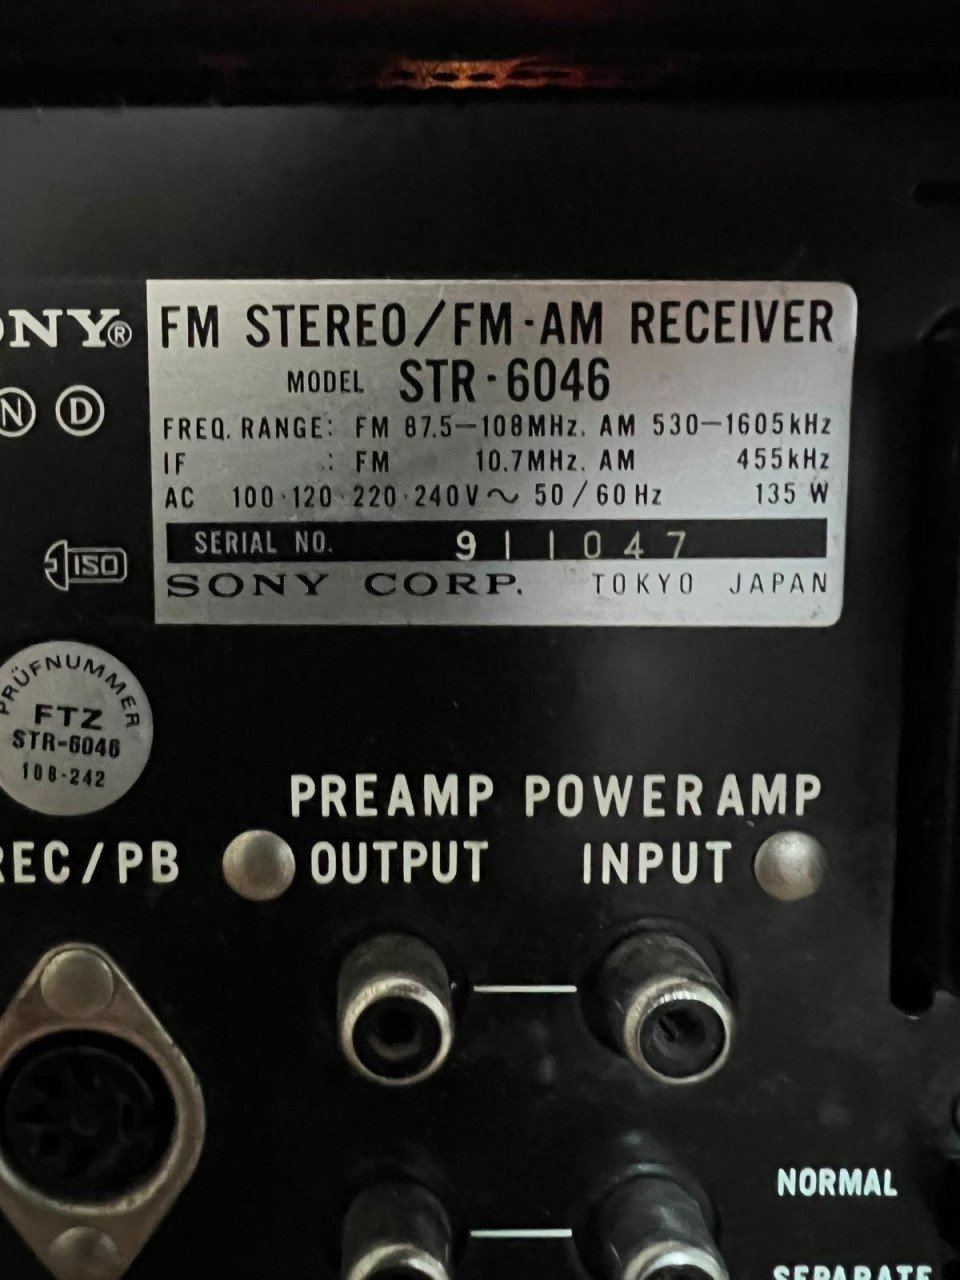 ONY®
N D
FM STEREO/FM·AM RECEIVER
MODEL STR·6046
FREQ. RANGE: FM 87.5—108MHz. AM 530—1605kHz
IF : FM 10.7MHz. AM 455kHz
AC 100·120·220·240V～ 50/60Hz 135 W
SERIAL NO. 911047
SONY CORP. TOKYO JAPAN
ISO
PRÜFNUMMER
FTZ
STR-6046
108-242
PREAMP POWER AMP
REC/PB OUTPUT INPUT
NORMAL
SEPARATE